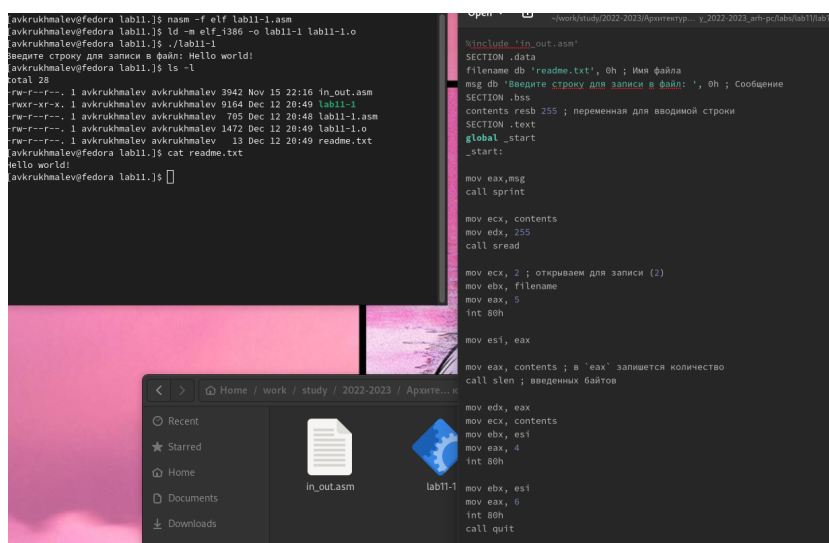 [avkrukhmalev@fedora lab11.]$ nasm -f elf lab11-1.asm
[avkrukhmalev@fedora lab11.]$ ld -m elf_i386 -o lab11-1 lab11-1.o
[avkrukhmalev@fedora lab11.]$ ./lab11-1
Введите строку для записи в файл: Hello world!
[avkrukhmalev@fedora lab11.]$ ls -l
total 28
-rw-r--r--. 1 avkrukhmalev avkrukhmalev 3942 Nov 15 22:16 in_out.asm
-rwxr-xr-x. 1 avkrukhmalev avkrukhmalev 9164 Dec 12 20:49 lab11-1
-rw-r--r--. 1 avkrukhmalev avkrukhmalev 705 Dec 12 20:48 lab11-1.asm
-rw-r--r--. 1 avkrukhmalev avkrukhmalev 1472 Dec 12 20:49 lab11-1.o
-rw-r--r--. 1 avkrukhmalev avkrukhmalev 13 Dec 12 20:49 readme.txt
[avkrukhmalev@fedora lab11.]$ cat readme.txt
Hello world!
[avkrukhmalev@fedora lab11.]$
Open
~/work/study/2022-2023/Архитектур... y_2022-2023_arh-pc/labs/lab11/lab1
%include 'in_out.asm'
SECTION .data
filename db 'readme.txt', 0h ; Имя файла
msg db 'Введите строку для записи в файл: ', 0h ; Сообщение
SECTION .bss
contents resb 255 ; переменная для вводимой строки
SECTION .text
global _start
_start:
mov eax,msg
call sprint
mov ecx, contents
mov edx, 255
call sread
mov ecx, 2 ; открываем для записи (2)
mov ebx, filename
mov eax, 5
int 80h
mov esi, eax
mov eax, contents ; в `eax` запишется количество
call slen ; введенных байтов
mov edx, eax
mov ecx, contents
mov ebx, esi
mov eax, 4
int 80h
mov ebx, esi
mov eax, 6
int 80h
call quit
Home / work / study / 2022-2023 / Архите... к
Recent
Starred
Home
Documents
Downloads
in_out.asm
lab11-1